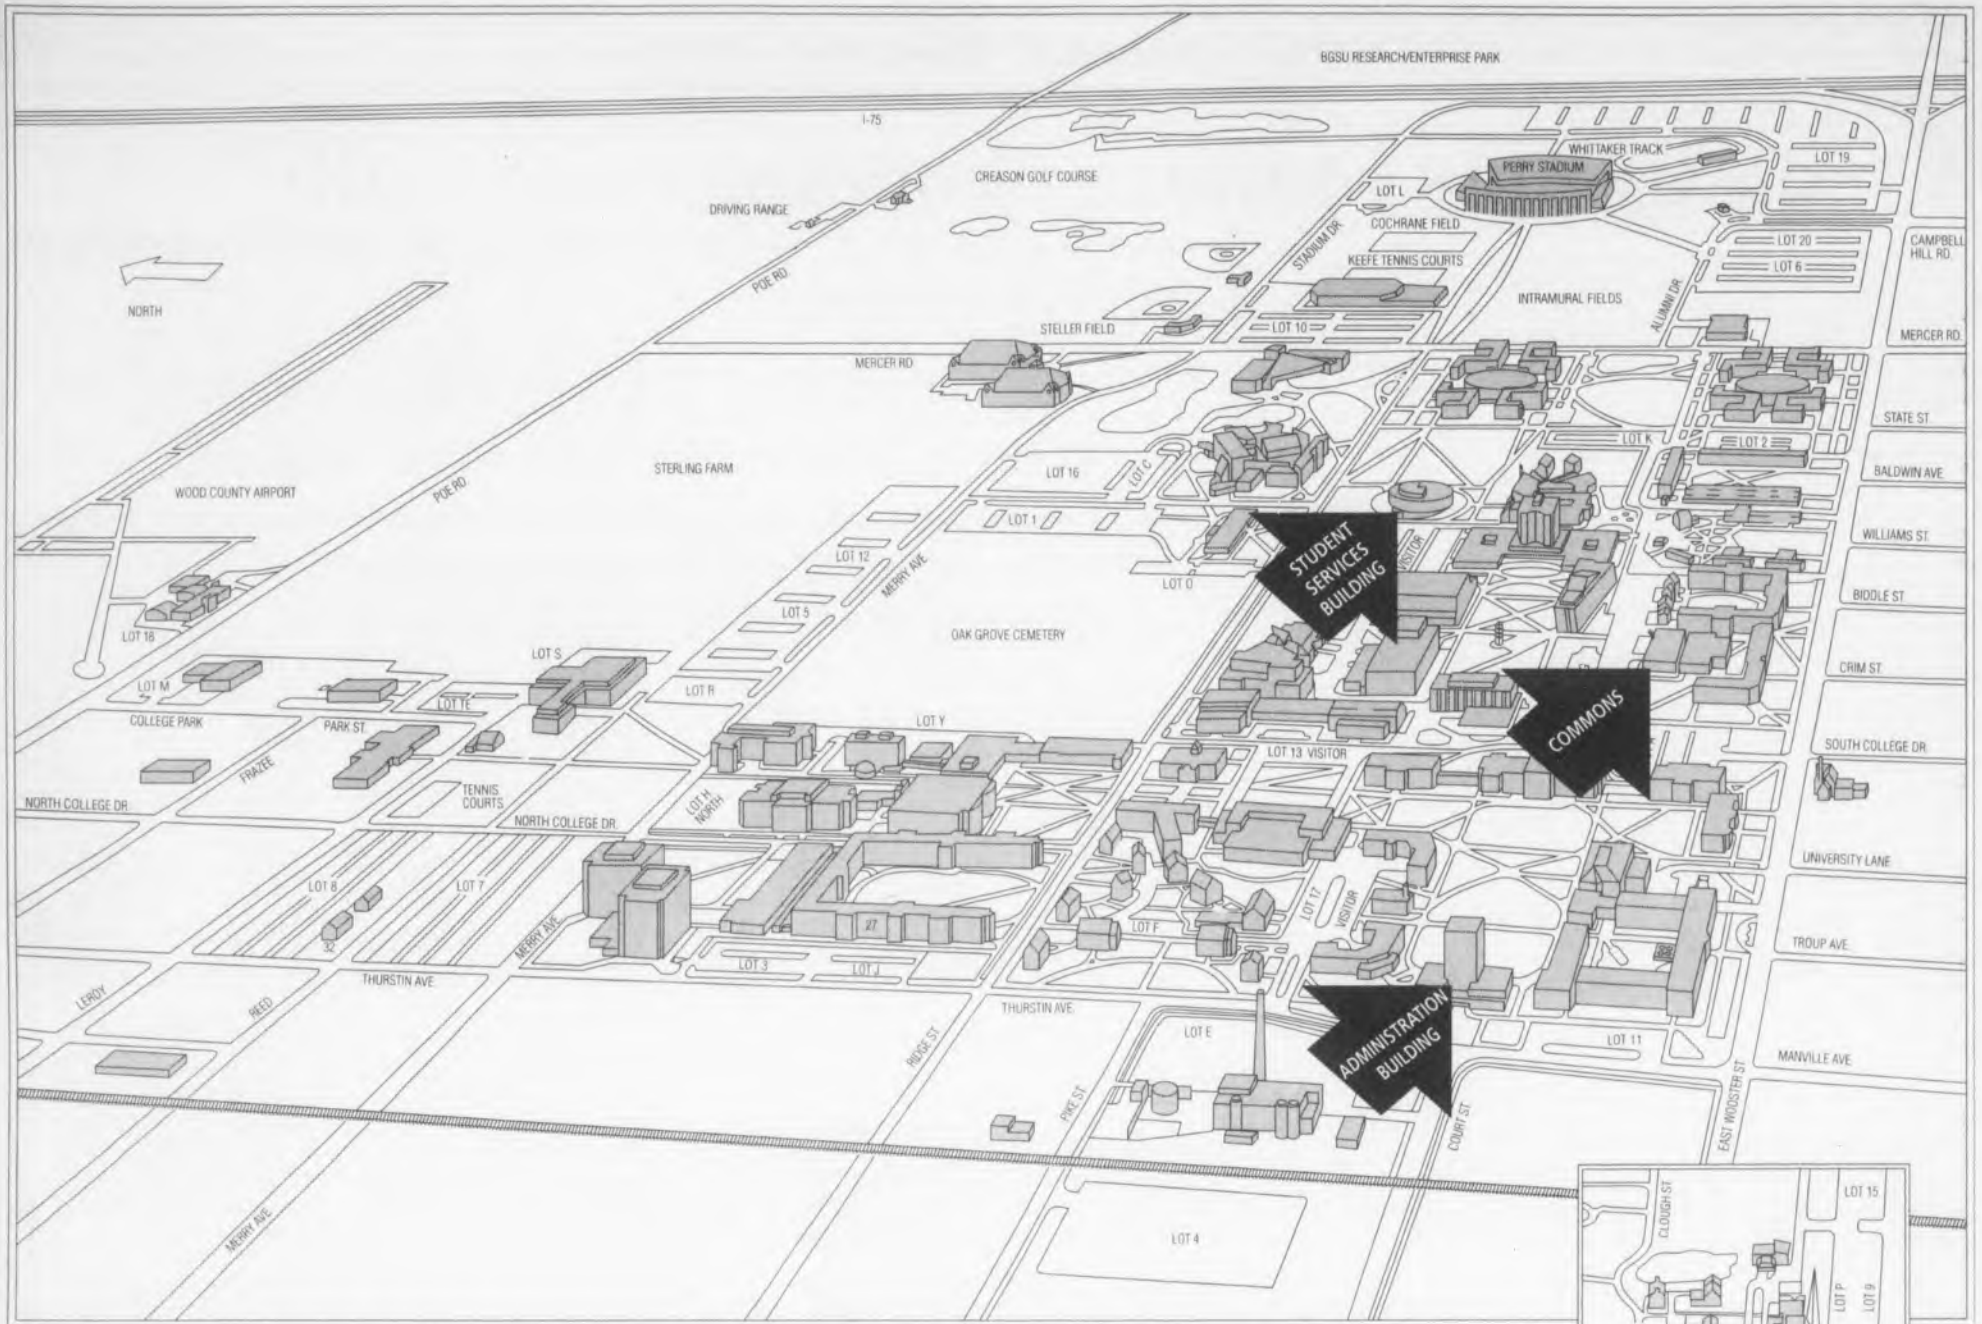 BGSU RESEARCH/ENTERPRISE PARK
I-75
WHITTAKER TRACK
LOT 19
PERRY STADIUM
CREASON GOLF COURSE
LOT L
DRIVING RANGE
COCHRANE FIELD
STADIUM DR.
LOT 20
CAMPBELL
HILL RD.
KEEFE TENNIS COURTS
LOT 6
POE RD.
NORTH
INTRAMURAL FIELDS
ALUMNI DR.
STELLER FIELD
LOT 10
MERCER RD.
MERCER RD
STATE ST.
LOT K
LOT 2
STERLING FARM
LOT 16
LOT C
BALDWIN AVE
WOOD COUNTY AIRPORT
POE RD.
LOT 1
WILLIAMS ST.
STUDENT
SERVICES
BUILDING
VISITOR
LOT 12
MERRY AVE
LOT O
BIDDLE ST.
LOT 5
LOT 18
OAK GROVE CEMETERY
LOT S
CRIM ST.
LOT M
LOT R
LOT TE
COLLEGE PARK
PARK ST.
LOT Y
COMMONS
LOT 13 VISITOR
SOUTH COLLEGE DR.
FRAZEE
TENNIS
COURTS
LOT H
NORTH
NORTH COLLEGE DR.
NORTH COLLEGE DR.
UNIVERSITY LANE
LOT 8
LOT 7
LOT 17
VISITOR
27
LOT F
32
MERRY AVE
TROUP AVE.
LOT 3
LOT J
THURSTIN AVE.
LEROY
REED
THURSTIN AVE.
ADMINISTRATION
BUILDING
LOT E
RIDGE ST.
LOT 11
MANVILLE AVE.
PIKE ST.
COURT ST.
EAST WOOSTER ST
CLOUGH ST
LOT 15
MERRY AVE
LOT 4
LOT P
LOT 9